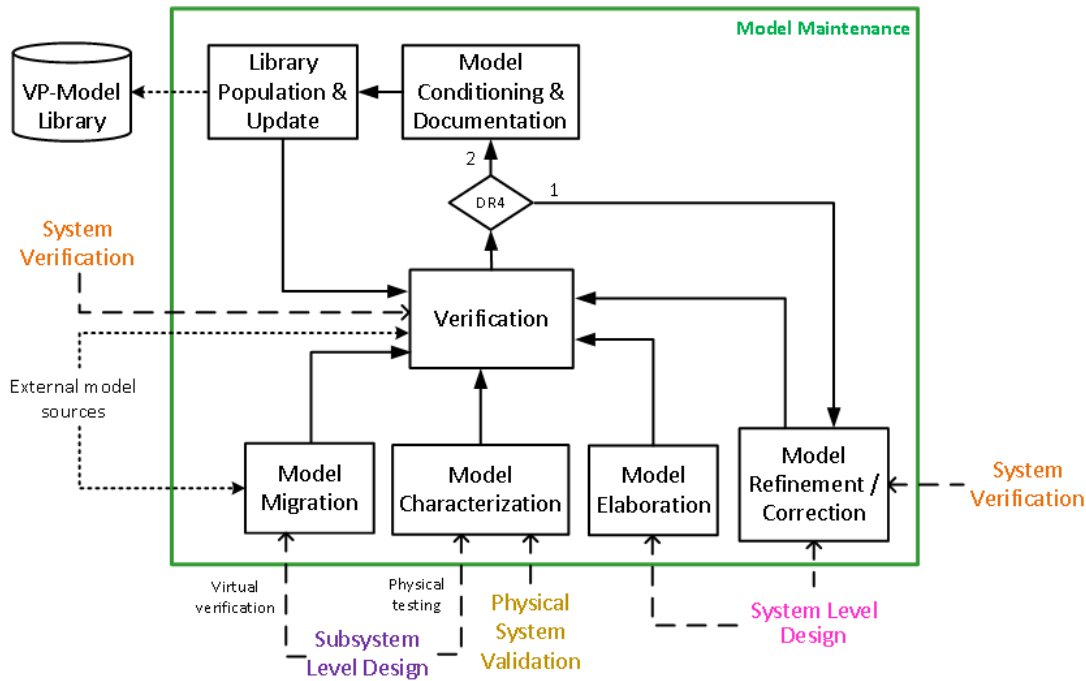 Model Maintenance
VP-Model
Library
Library
Population &
Update
Model
Conditioning &
Documentation
2
1
DR4
System
Verification
Verification
External model
sources
Model
Migration
Model
Characterization
Model
Elaboration
Model
Refinement /
Correction
System
Verification
Virtual
verification
Physical
testing
Subsystem
Level Design
Physical
System
Validation
System Level
Design